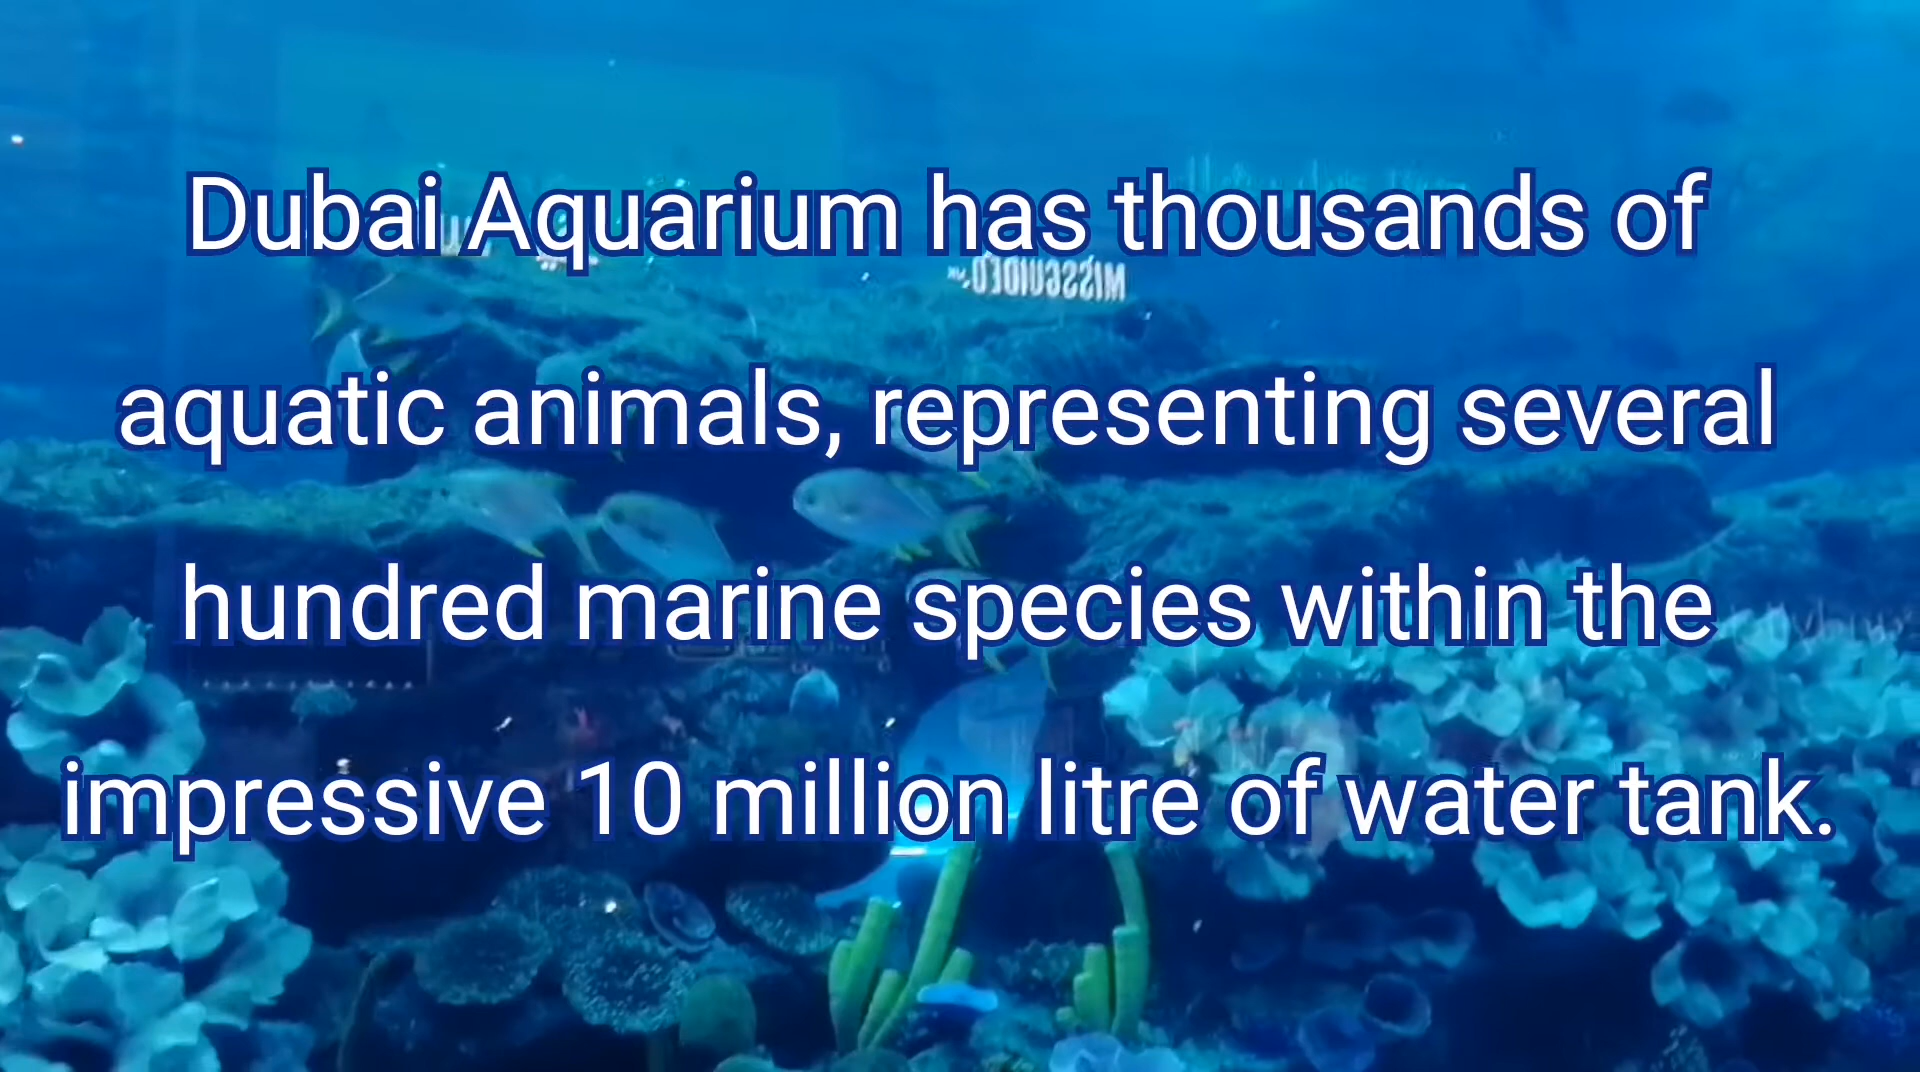 Dubai Aquarium has thousands of
MISSGUIDED
aquatic animals, representing several
hundred marine species within the
impressive 10 million litre of water tank.